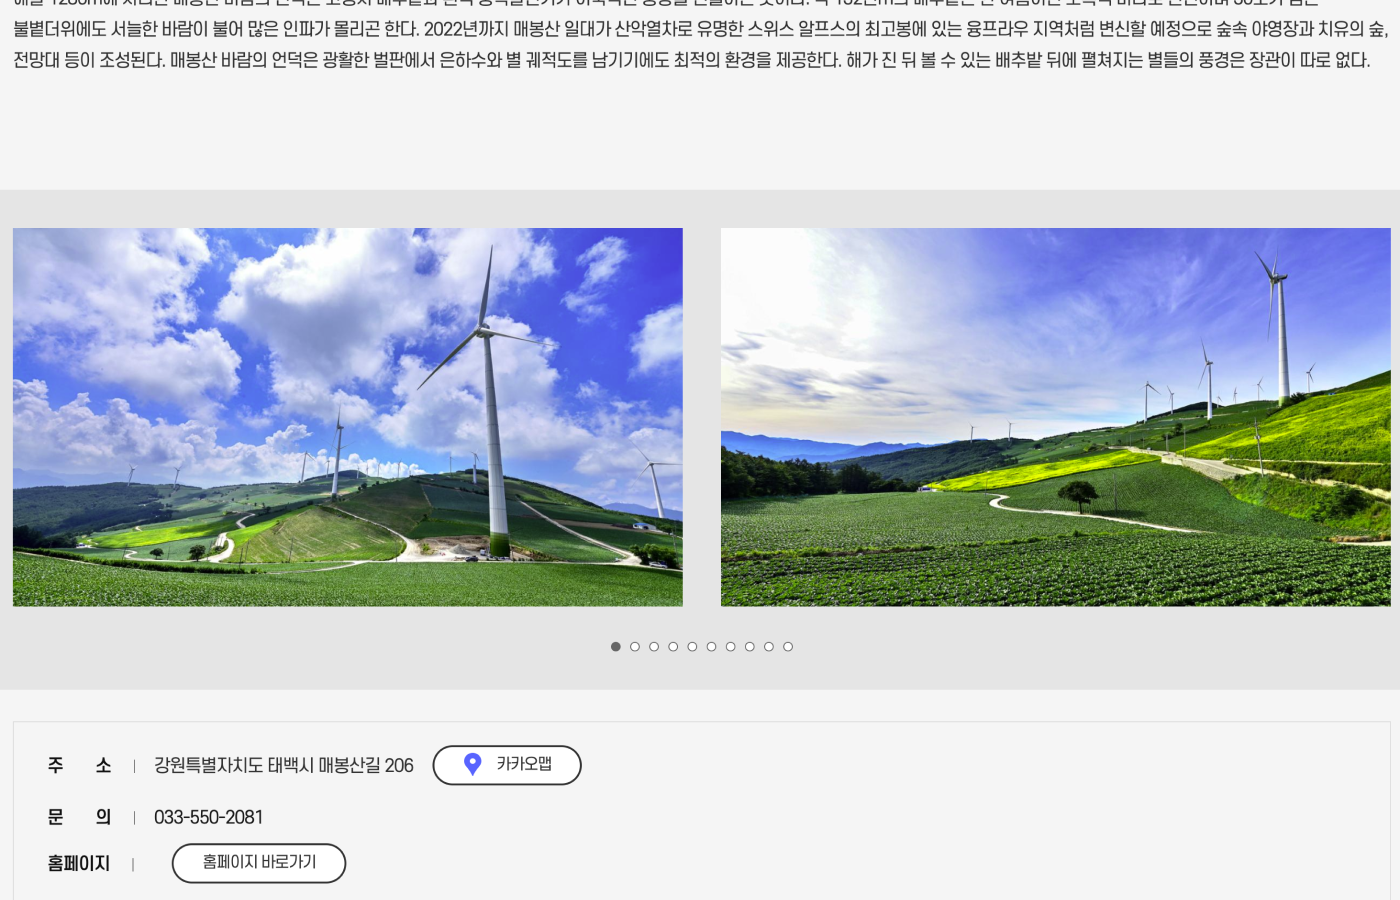 불볕더위에도 서늘한 바람이 불어 많은 인파가 몰리곤 한다. 2022년까지 매봉산 일대가 산악열차로 유명한 스위스 알프스의 최고봉에 있는 융프라우 지역처럼 변신할 예정으로 숲속 야영장과 치유의 숲,
전망대 등이 조성된다. 매봉산 바람의 언덕은 광활한 벌판에서 은하수와 별 궤적도를 남기기에도 최적의 환경을 제공한다. 해가 진 뒤 볼 수 있는 배추밭 뒤에 펼쳐지는 별들의 풍경은 장관이 따로 없다.
주 소 | 강원특별자치도 태백시 매봉산길 206 카카오맵
문 의 | 033-550-2081
홈페이지 | 홈페이지 바로가기